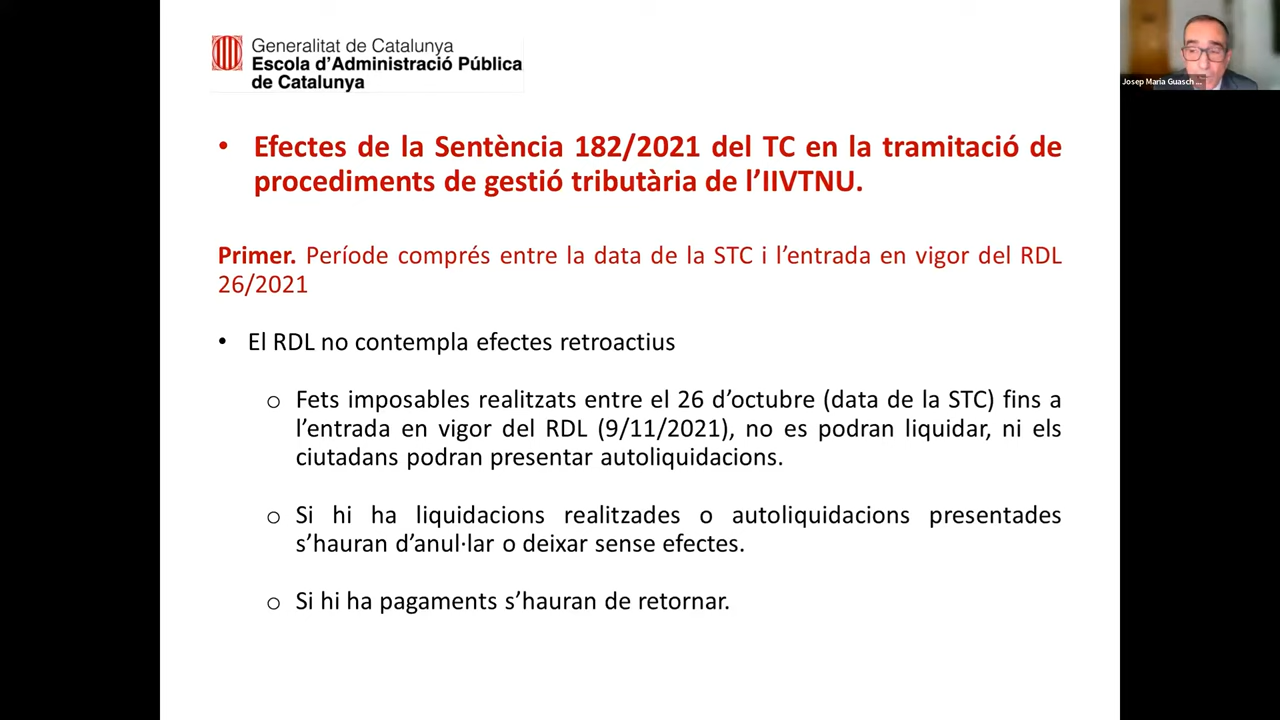 Generalitat de Catalunya
Escola d'Administració Pública
de Catalunya
Josep Maria Guasch ...
• Efectes de la Sentència 182/2021 del TC en la tramitació de
procediments de gestió tributària de l’IIVTNU.
Primer. Període comprés entre la data de la STC i l’entrada en vigor del RDL
26/2021
• El RDL no contempla efectes retroactius
o Fets imposables realitzats entre el 26 d’octubre (data de la STC) fins a
l’entrada en vigor del RDL (9/11/2021), no es podran liquidar, ni els
ciutadans podran presentar autoliquidacions.
o Si hi ha liquidacions realitzades o autoliquidacions presentades
s’hauran d’anul·lar o deixar sense efectes.
o Si hi ha pagaments s’hauran de retornar.